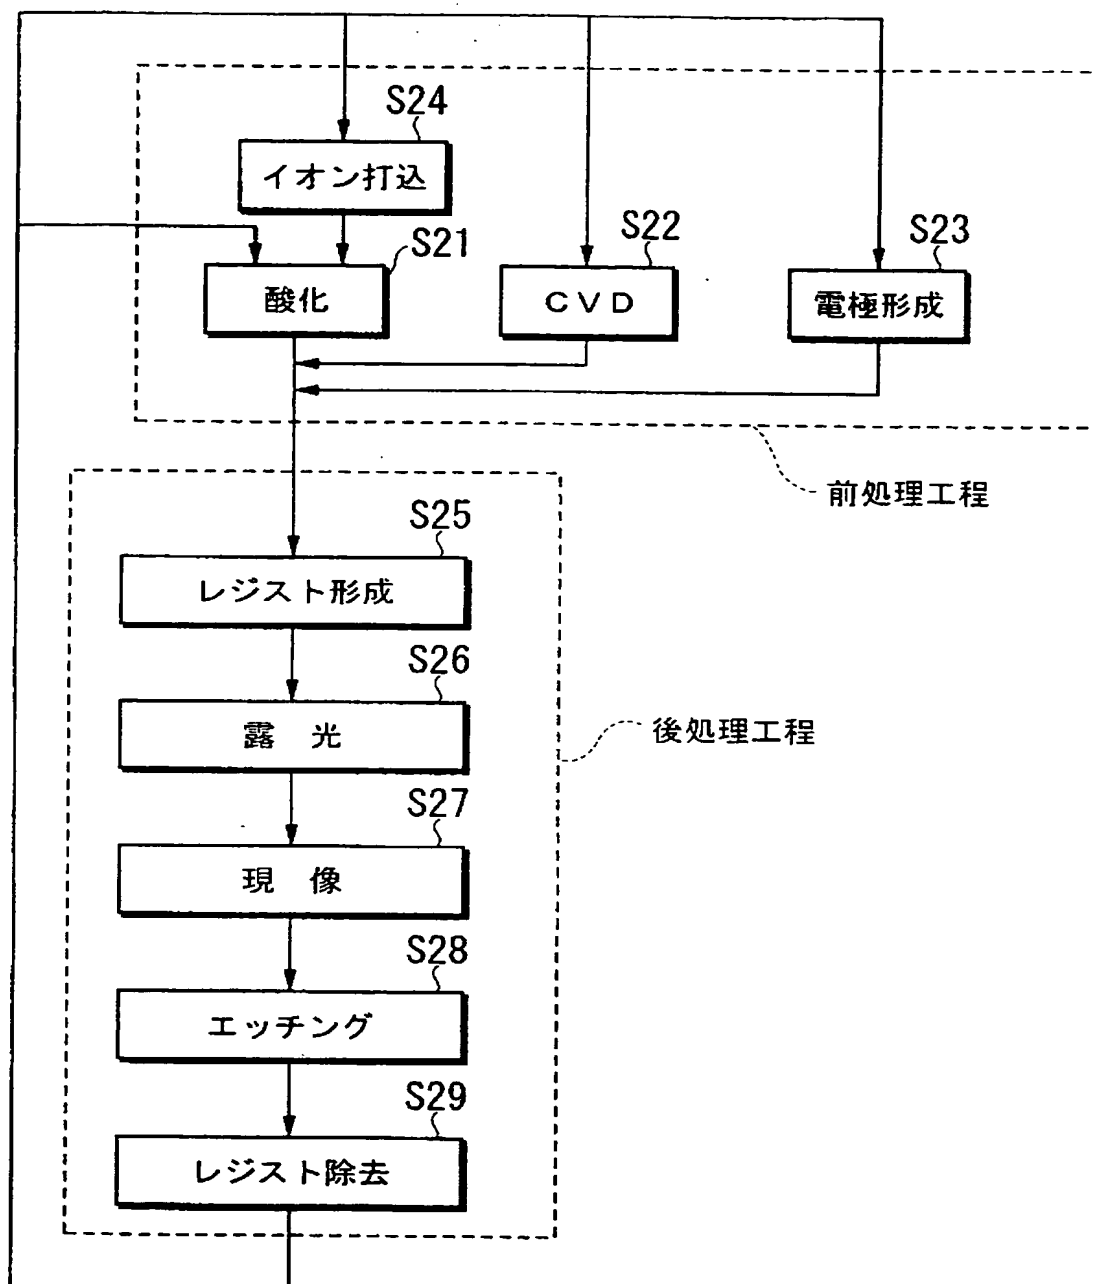 S24
イオン打込
S21
酸化
S22
CVD
S23
電極形成
前処理工程
S25
レジスト形成
S26
露 光
後処理工程
S27
現 像
S28
エッチング
S29
レジスト除去